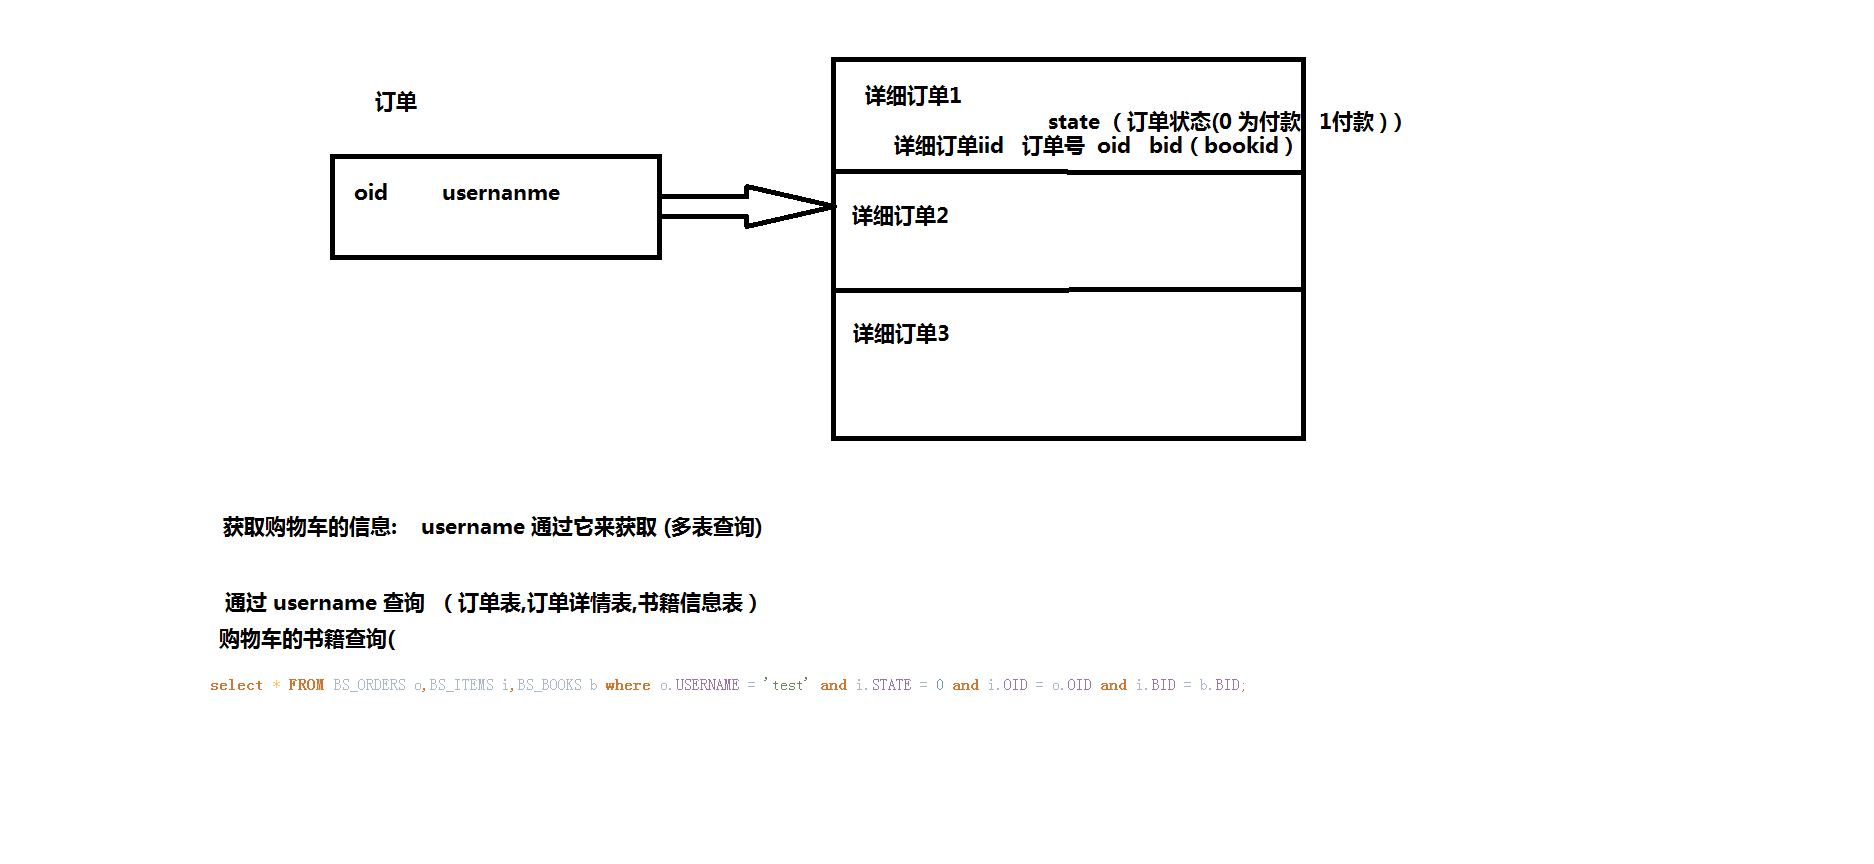 订单
oid usernanme
详细订单1
state （订单状态(0 为付款 1付款））
详细订单iid 订单号 oid bid（bookid）
详细订单2
详细订单3
获取购物车的信息: username 通过它来获取 (多表查询)
通过 username 查询 （订单表,订单详情表,书籍信息表）
购物车的书籍查询(
select * FROM BS_ORDERS o,BS_ITEMS i,BS_BOOKS b where o.USERNAME = 'test' and i.STATE = 0 and i.OID = o.OID and i.BID = b.BID;